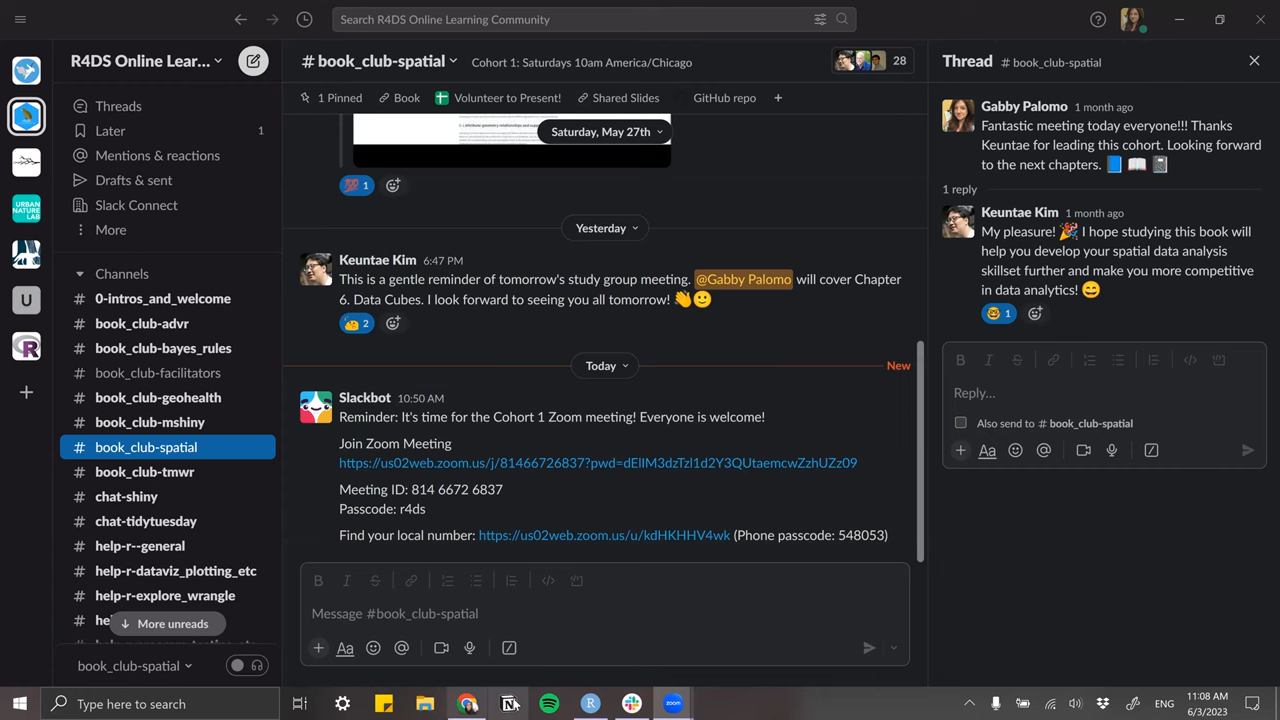 Search R4DS Online Learning Community
R4DS Online Lear...
Threads
Later
1
Mentions & reactions
Drafts & sent
Slack Connect
More
Channels
# 0-intros_and_welcome
# book_club-advr
# book_club-bayes_rules
# book_club-facilitators
# book_club-geohealth
# book_club-mshiny
# book_club-spatial
# book_club-tmwr
# chat-shiny
# chat-tidytuesday
# help-r--general
# help-r-dataviz_plotting_etc
# help-r-explore_wrangle
More unreads
book_club-spatial
URBAN
NATURE
LAB
U
R
# book_club-spatial
Cohort 1: Saturdays 10am America/Chicago
28
1 Pinned
Book
Volunteer to Present!
Shared Slides
GitHub repo
Saturday, May 27th
1
Yesterday
Keuntae Kim 6:47 PM
This is a gentle reminder of tomorrow's study group meeting. @Gabby Palomo will cover Chapter
6. Data Cubes. I look forward to seeing you all tomorrow!
2
Today
New
Slackbot 10:50 AM
Reminder: It's time for the Cohort 1 Zoom meeting! Everyone is welcome!
Join Zoom Meeting
https://us02web.zoom.us/j/81466726837?pwd=dEllM3dzTzl1d2Y3QUtaemcwZzhUZz09
Meeting ID: 814 6672 6837
Passcode: r4ds
Find your local number: https://us02web.zoom.us/u/kdHKHHV4wk (Phone passcode: 548053)
Message #book_club-spatial
Thread # book_club-spatial
Gabby Palomo 1 month ago
Fantastic meeting today everyone!
Keuntae for leading this cohort. Looking forward
to the next chapters.
1 reply
Keuntae Kim 1 month ago
My pleasure! I hope studying this book will
help you develop your spatial data analysis
skillset further and make you more competitive
in data analytics!
1
Reply...
Also send to # book_club-spatial
Type here to search
zoom
ENG
11:08 AM
6/3/2023